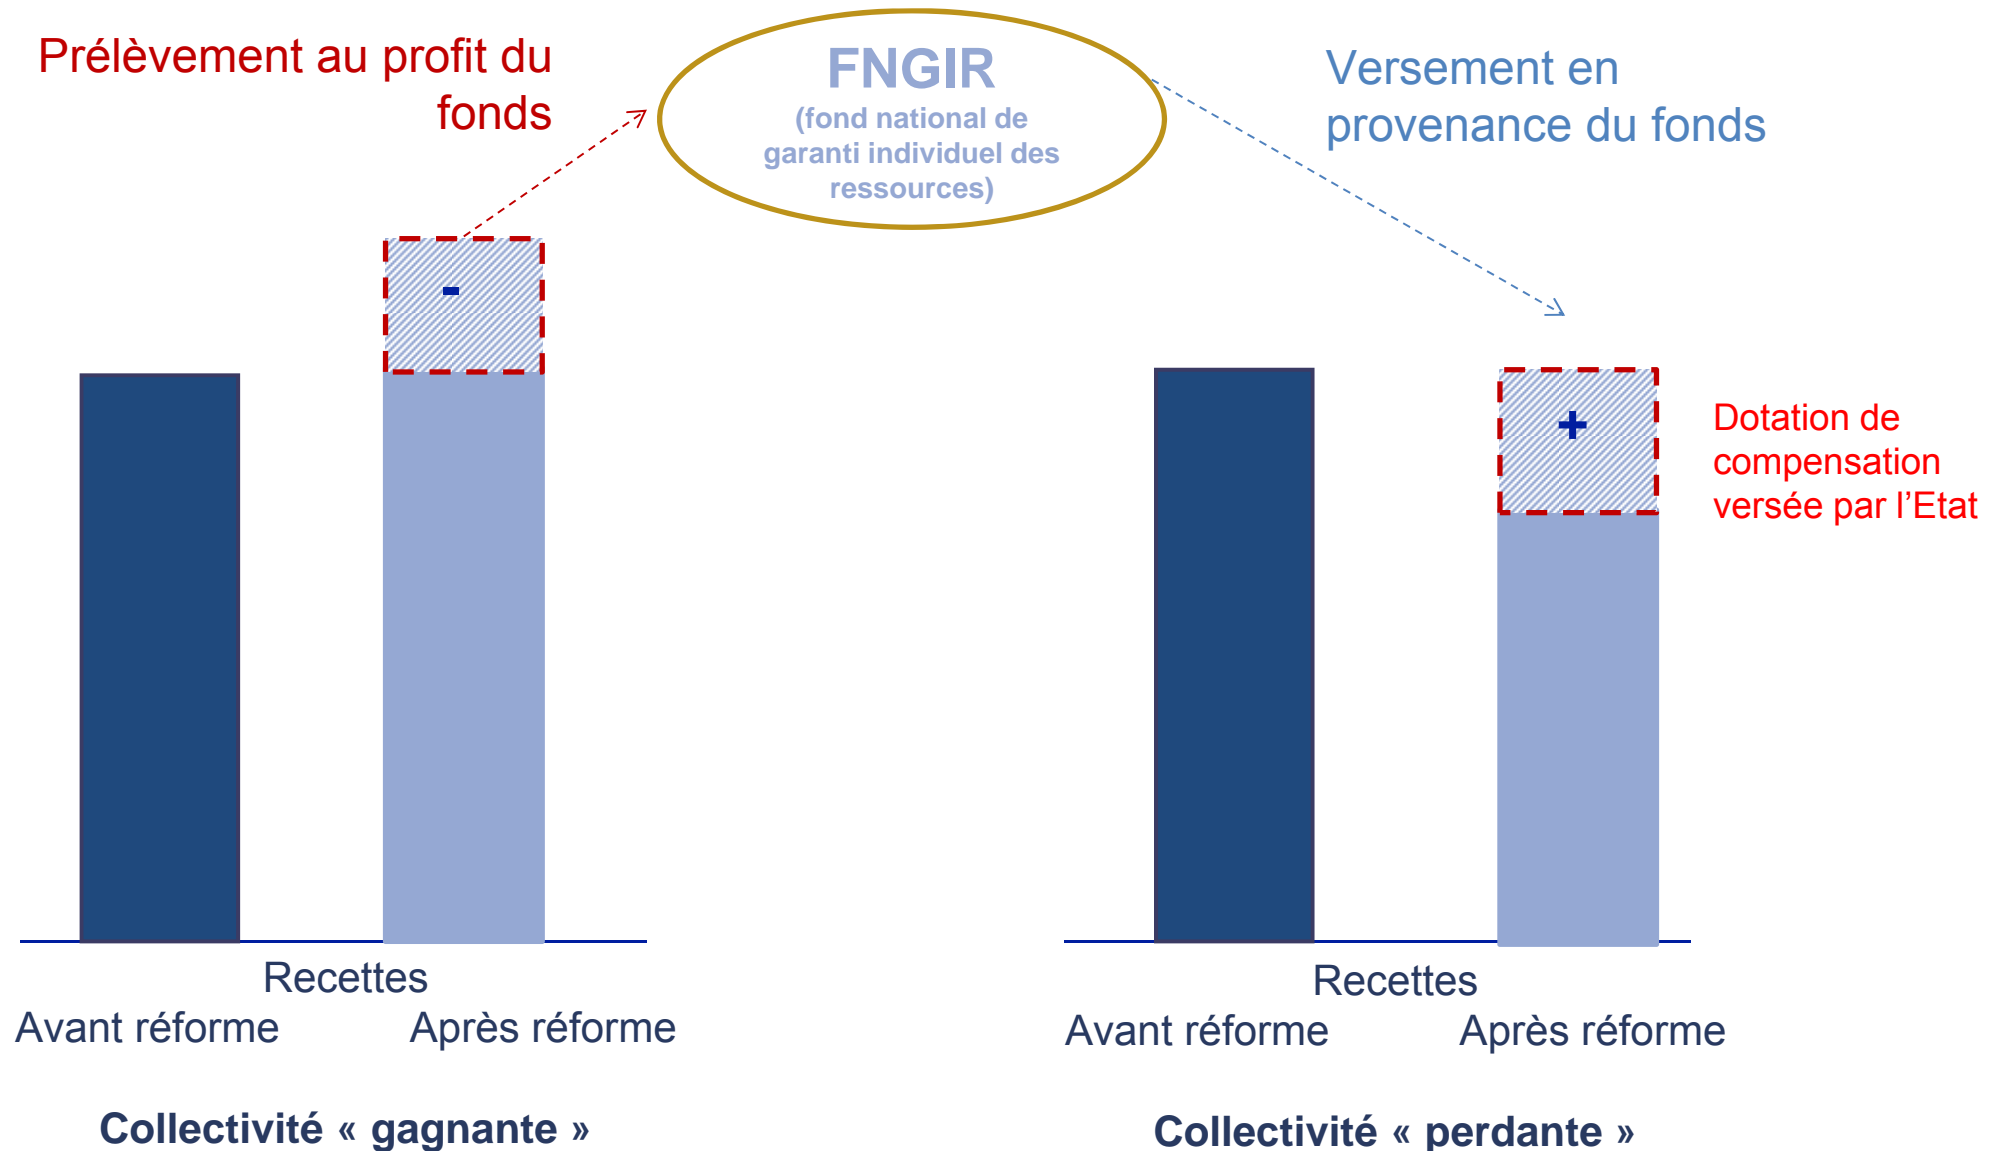 Prélèvement au profit du
fonds
FNGIR
(fond national de
garanti individuel des
ressources)
Versement en
provenance du fonds
-
+
Dotation de
compensation
versée par l’Etat
Recettes
Avant réforme Après réforme
Collectivité « gagnante »
Recettes
Avant réforme Après réforme
Collectivité « perdante »